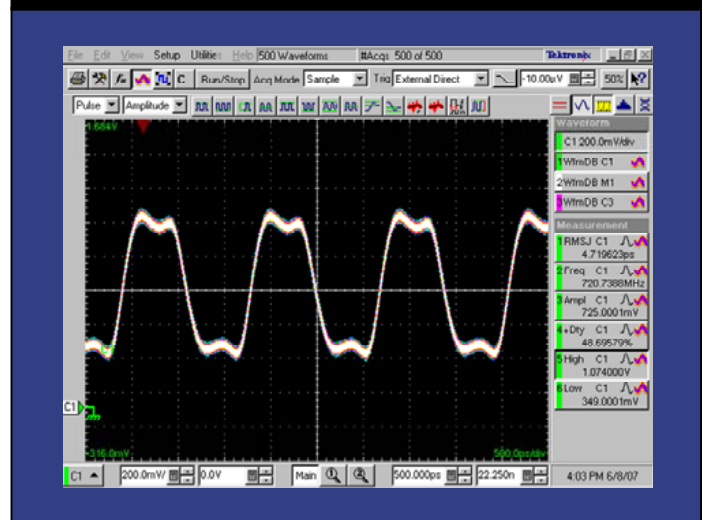 File Edit View Setup Utilities Help 500 Waveforms #Acqs 500 of 500 Tektronix
C Run/Stop Acq Mode Sample Trig External Direct -10.00uV 50%
Pulse Amplitude
1.684V
Waveform
C1 200.0mV/div
1 WfmDB C1
2 WfmDB M1
3 WfmDB C3
Measurement
1 RMSJ C1
4.719623ps
2 Freq C1
720.7388MHz
3 Ampl C1
725.0001mV
4 +Dty C1
48.69579%
5 High C1
1.074000V
6 Low C1
349.0001mV
C1
-316.0mV 500.0ps/div
C1 200.0mV/ 0.0V Main 1 2 500.000ps 22.250n 4:03 PM 6/8/07